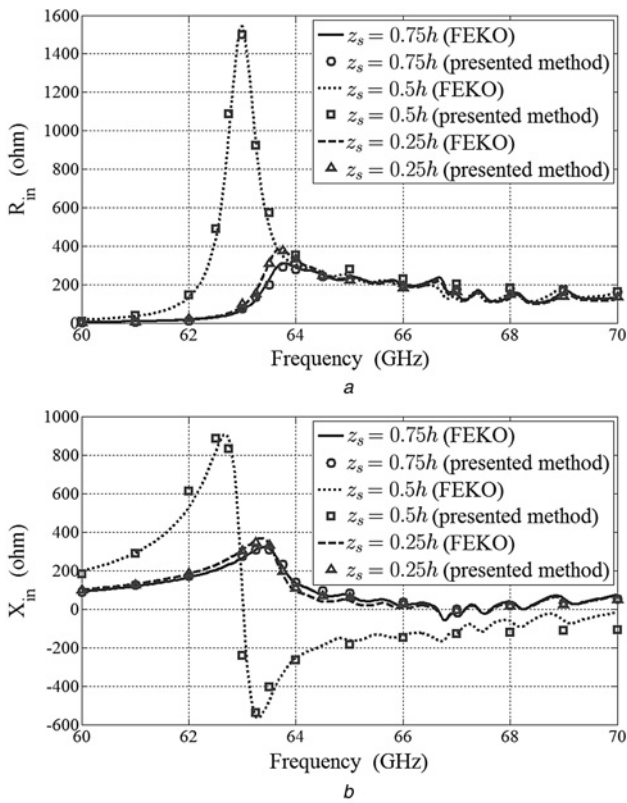 1600
1400
1200
1000
800
600
400
200
0
R_in (ohm)
z_s = 0.75h (FEKO)
z_s = 0.75h (presented method)
z_s = 0.5h (FEKO)
z_s = 0.5h (presented method)
z_s = 0.25h (FEKO)
z_s = 0.25h (presented method)
60 62 64 66 68 70
Frequency (GHz)
a
1000
800
600
400
200
0
-200
-400
-600
X_in (ohm)
z_s = 0.75h (FEKO)
z_s = 0.75h (presented method)
z_s = 0.5h (FEKO)
z_s = 0.5h (presented method)
z_s = 0.25h (FEKO)
z_s = 0.25h (presented method)
60 62 64 66 68 70
Frequency (GHz)
b